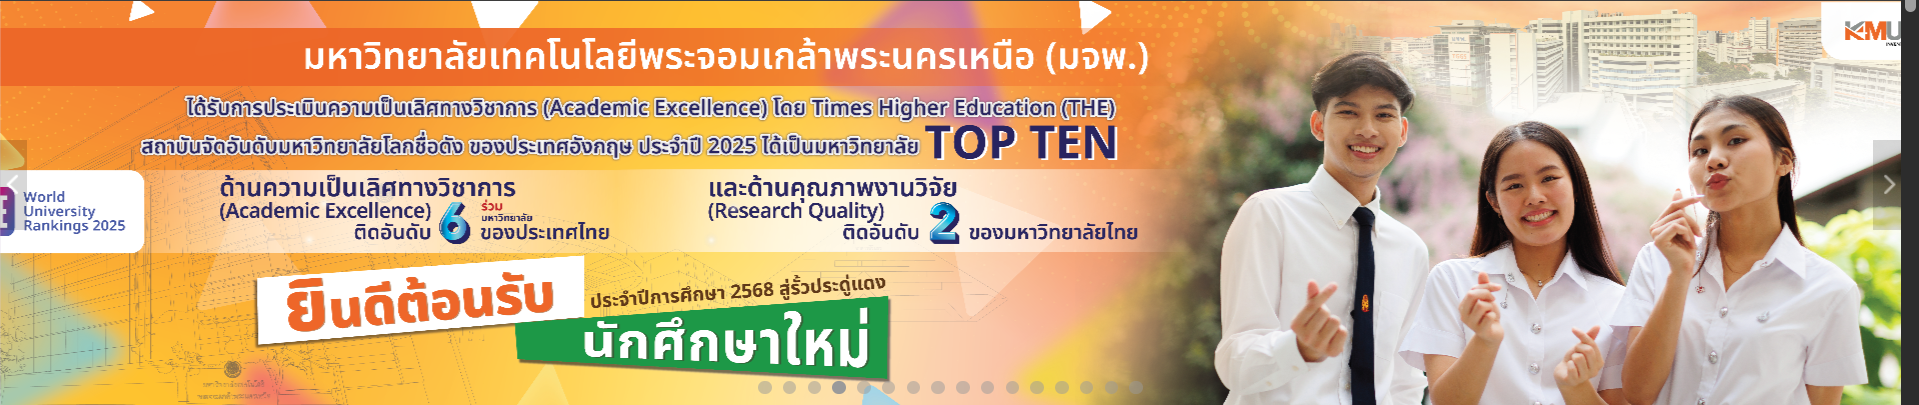 มหาวิทยาลัยเทคโนโลยีพระจอมเกล้าพระนครเหนือ (มจพ.)
KMU
ได้รับการประเมินความเป็นเลิศทางวิชาการ (Academic Excellence) โดย Times Higher Education (THE)
สถาบันจัดอันดับมหาวิทยาลัยโลกชื่อดัง ของประเทศอังกฤษ ประจำปี 2025 ได้เป็นมหาวิทยาลัย TOP TEN
World
University
Rankings 2025
ด้านความเป็นเลิศทางวิชาการ
(Academic Excellence)
ติดอันดับ 6 ร่วม
มหาวิทยาลัย
ของประเทศไทย
และด้านคุณภาพงานวิจัย
(Research Quality)
ติดอันดับ 2 ของมหาวิทยาลัยไทย
ยินดีต้อนรับ
ประจำปีการศึกษา 2568 สู่รั้วประดู่แดง
นักศึกษาใหม่